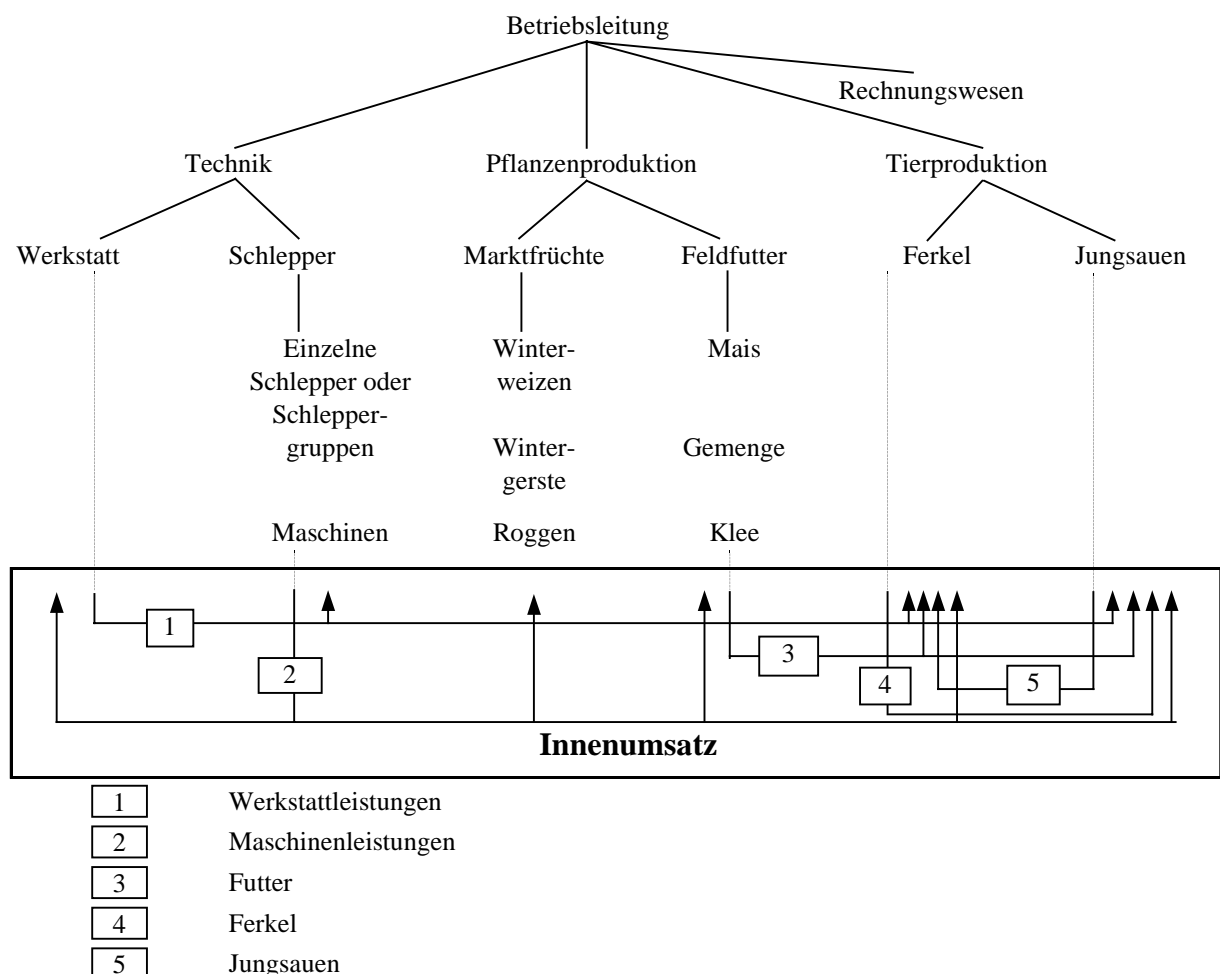 Betriebsleitung
Rechnungswesen
Technik Pflanzenproduktion Tierproduktion
Werkstatt Schlepper Marktfrüchte Feldfutter Ferkel Jungsauen
Einzelne Winter- Mais
Schlepper oder weizen
Schlepper-
gruppen Winter- Gemenge
gerste
Maschinen Roggen Klee
1
3
2 4 5
Innenumsatz
1 Werkstattleistungen
2 Maschinenleistungen
3 Futter
4 Ferkel
5 Jungsauen